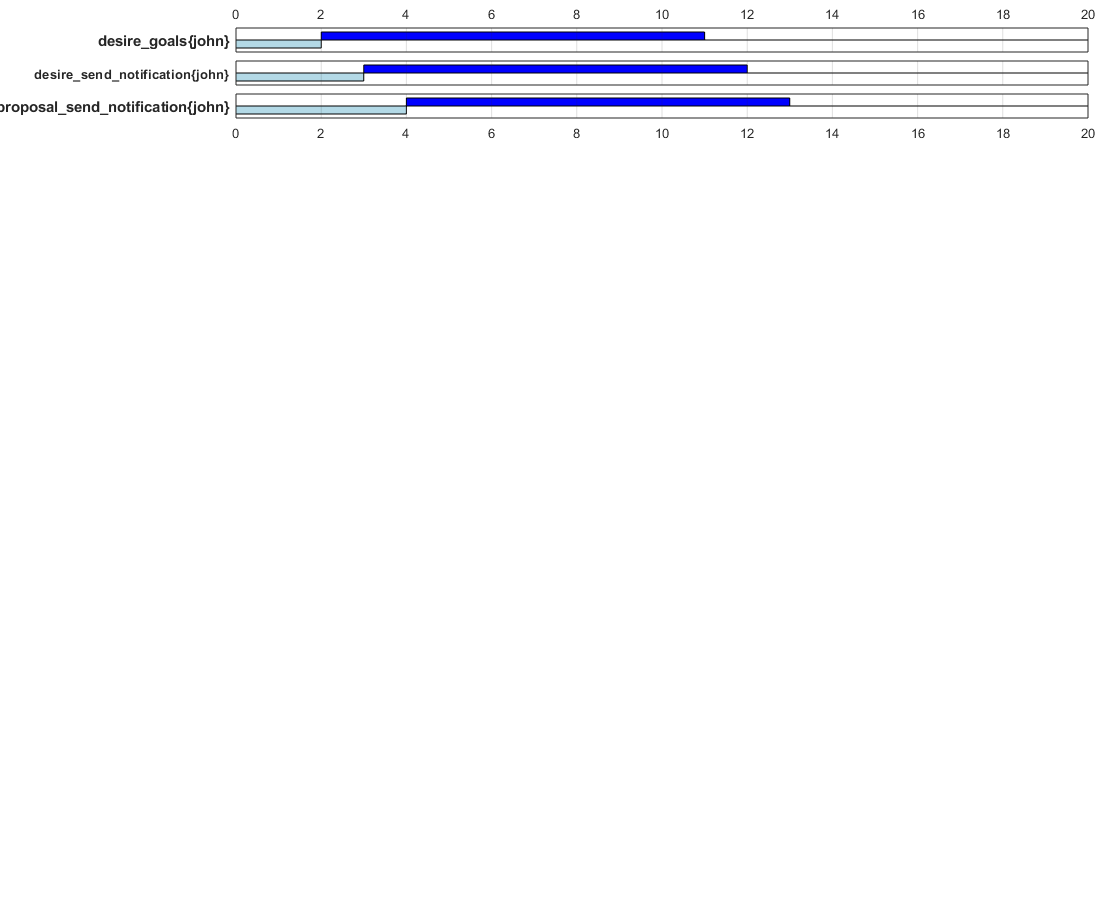 0 2 4 6 8 10 12 14 16 18 20
desire_goals{john}
desire_send_notification{john}
proposal_send_notification{john}
0 2 4 6 8 10 12 14 16 18 20